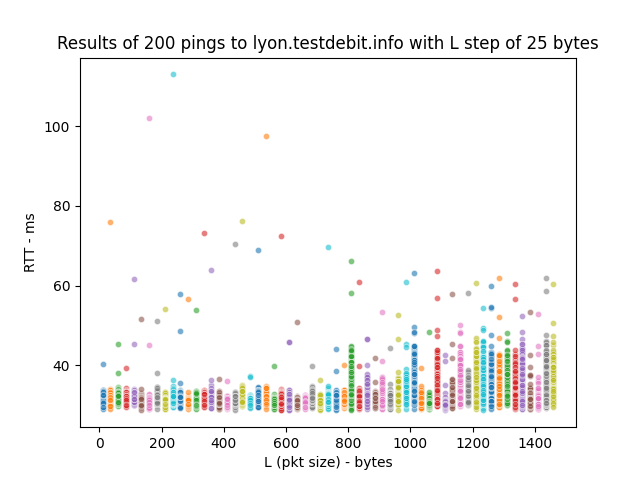 Results of 200 pings to lyon.testdebit.info with L step of 25 bytes
100
80
60
40
RTT - ms
0 200 400 600 800 1000 1200 1400
L (pkt size) - bytes